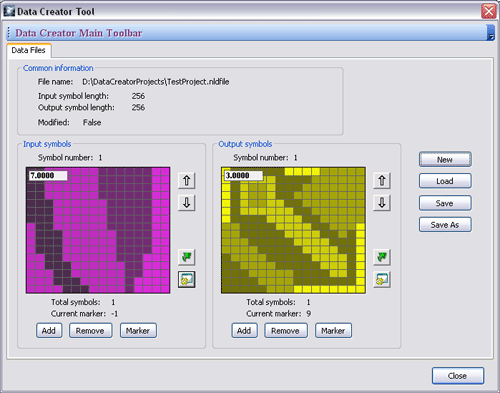 Data Creator Tool
Data Creator Main Toolbar
Data Files
Common information
File name: D:\DataCreatorProjects\TestProject.nldfile
Input symbol length: 256
Output symbol length: 256
Modified: False
Input symbols
Symbol number: 1
7.0000
Total symbols: 1
Current marker: -1
Add Remove Marker
Output symbols
Symbol number: 1
3.0000
Total symbols: 1
Current marker: 9
Add Remove Marker
New
Load
Save
Save As
Close